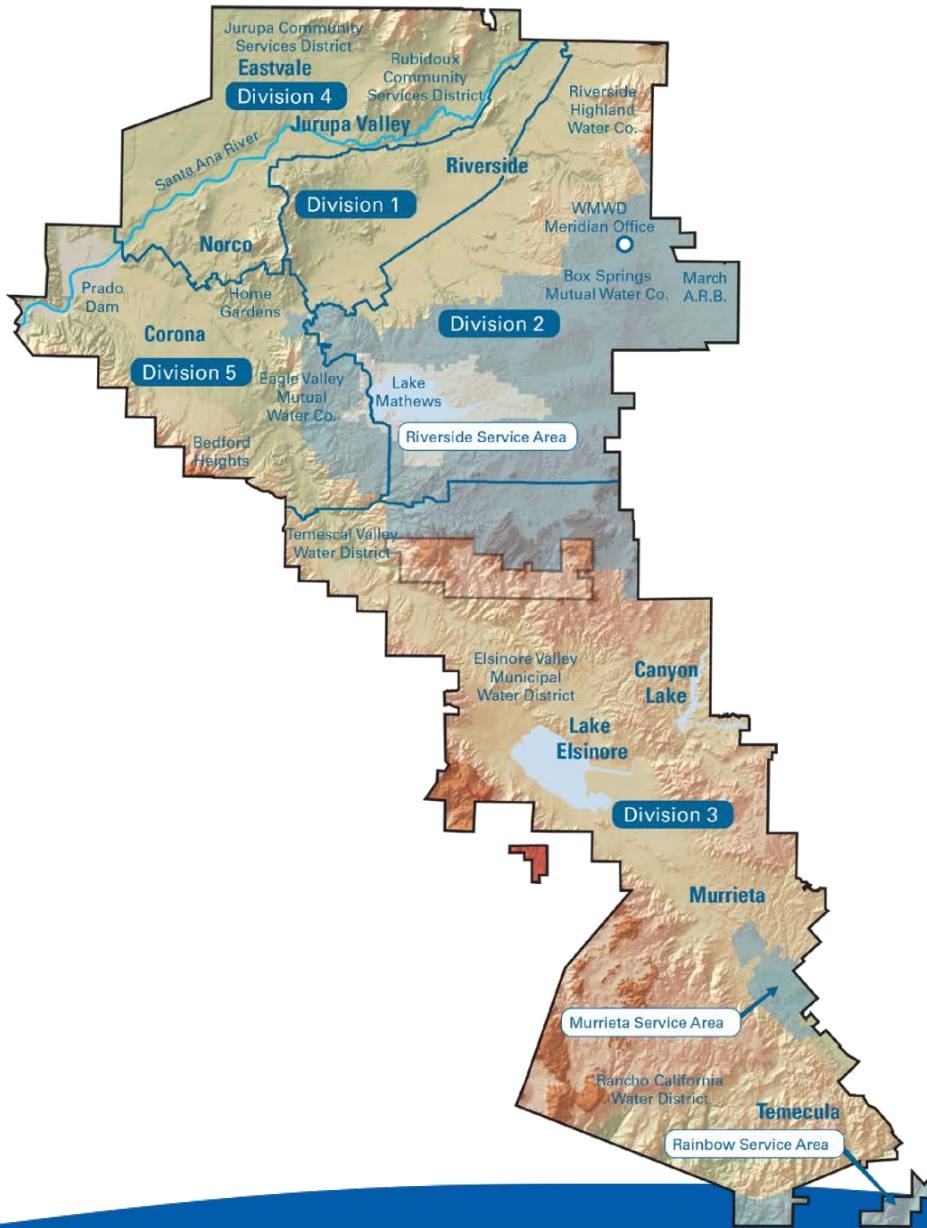 Jurupa Community
Services District
Eastvale
Division 4
Rubidoux
Community
Services District
Jurupa Valley
Santa Ana River
Riverside
Highland
Water Co.
Riverside
Division 1
WMWD
Meridian Office
Norco
Box Springs
Mutual Water Co.
March
A.R.B.
Prado
Dam
Home
Gardens
Division 2
Corona
Division 5
Eagle Valley
Mutual
Water Co.
Lake
Mathews
Riverside Service Area
Bedford
Heights
Temescal Valley
Water District
Elsinore Valley
Municipal
Water District
Canyon
Lake
Lake
Elsinore
Division 3
Murrieta
Murrieta Service Area
Rancho California
Water District
Temecula
Rainbow Service Area